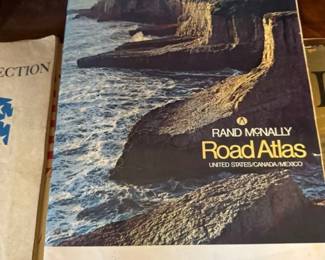 ECTION
RAND McNALLY
Road Atlas
UNITED STATES/CANADA/MEXICO